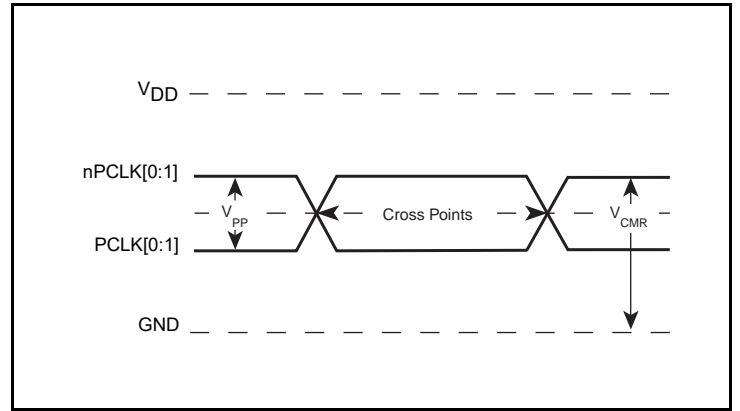 VDD
nPCLK[0:1]
VPP
Cross Points
VCMR
PCLK[0:1]
GND